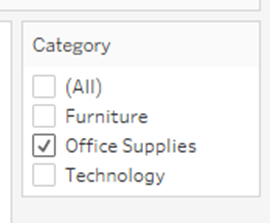 Category
(All)
Furniture
Office Supplies
Technology